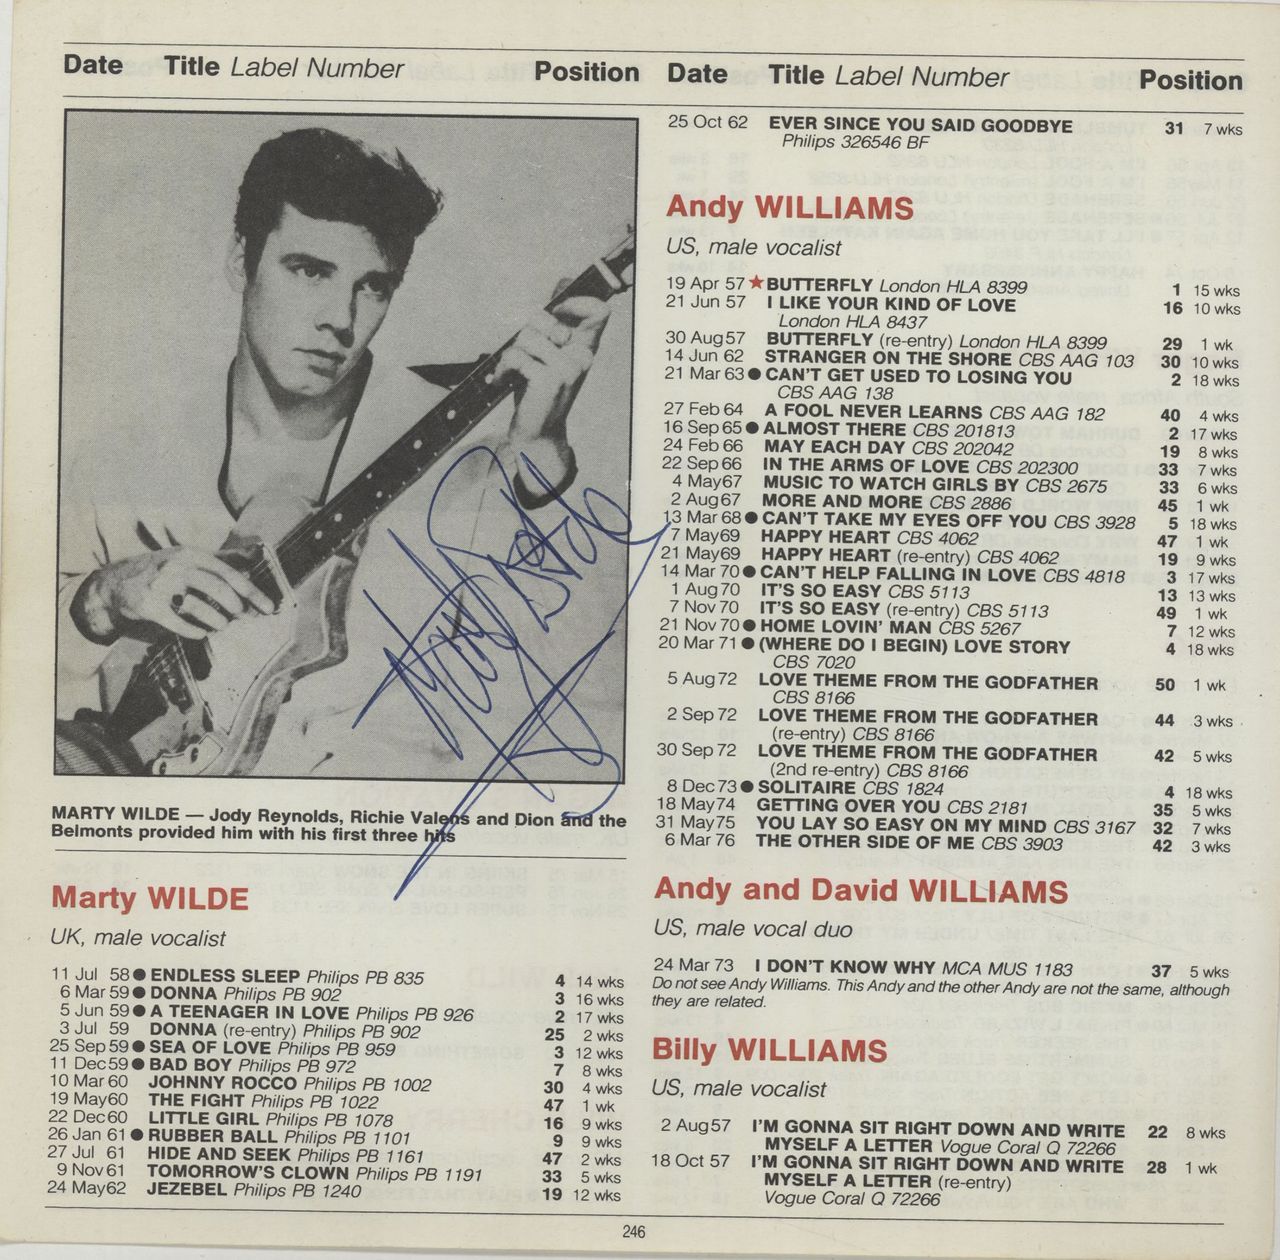 Date Title Label Number Position
MARTY WILDE — Jody Reynolds, Richie Valens and Dion and the
Belmonts provided him with his first three hits
Marty WILDE
UK, male vocalist
11 Jul 58 ● ENDLESS SLEEP Philips PB 835 4 14 wks
6 Mar 59 ● DONNA Philips PB 902 3 16 wks
5 Jun 59 ● A TEENAGER IN LOVE Philips PB 926 2 17 wks
3 Jul 59 DONNA (re-entry) Philips PB 902 25 2 wks
25 Sep 59 ● SEA OF LOVE Philips PB 959 3 12 wks
11 Dec 59 ● BAD BOY Philips PB 972 7 8 wks
10 Mar 60 JOHNNY ROCCO Philips PB 1002 30 4 wks
19 May 60 THE FIGHT Philips PB 1022 47 1 wk
22 Dec 60 LITTLE GIRL Philips PB 1078 16 9 wks
26 Jan 61 ● RUBBER BALL Philips PB 1101 9 9 wks
27 Jul 61 HIDE AND SEEK Philips PB 1161 47 2 wks
9 Nov 61 TOMORROW'S CLOWN Philips PB 1191 33 5 wks
24 May 62 JEZEBEL Philips PB 1240 19 12 wks
Date Title Label Number Position
25 Oct 62 EVER SINCE YOU SAID GOODBYE 31 7 wks
Philips 326546 BF
Andy WILLIAMS
US, male vocalist
19 Apr 57 ★ BUTTERFLY London HLA 8399 1 15 wks
21 Jun 57 I LIKE YOUR KIND OF LOVE 16 10 wks
London HLA 8437
30 Aug 57 BUTTERFLY (re-entry) London HLA 8399 29 1 wk
14 Jun 62 STRANGER ON THE SHORE CBS AAG 103 30 10 wks
21 Mar 63 ● CAN'T GET USED TO LOSING YOU 2 18 wks
CBS AAG 138
27 Feb 64 A FOOL NEVER LEARNS CBS AAG 182 40 4 wks
16 Sep 65 ● ALMOST THERE CBS 201813 2 17 wks
24 Feb 66 MAY EACH DAY CBS 202042 19 8 wks
22 Sep 66 IN THE ARMS OF LOVE CBS 202300 33 7 wks
4 May 67 MUSIC TO WATCH GIRLS BY CBS 2675 33 6 wks
2 Aug 67 MORE AND MORE CBS 2886 45 1 wk
13 Mar 68 ● CAN'T TAKE MY EYES OFF YOU CBS 3928 5 18 wks
7 May 69 HAPPY HEART CBS 4062 47 1 wk
21 May 69 HAPPY HEART (re-entry) CBS 4062 19 9 wks
14 Mar 70 ● CAN'T HELP FALLING IN LOVE CBS 4818 3 17 wks
1 Aug 70 IT'S SO EASY CBS 5113 13 13 wks
7 Nov 70 IT'S SO EASY (re-entry) CBS 5113 49 1 wk
21 Nov 70 ● HOME LOVIN' MAN CBS 5267 7 12 wks
20 Mar 71 ● (WHERE DO I BEGIN) LOVE STORY 4 18 wks
CBS 7020
5 Aug 72 LOVE THEME FROM THE GODFATHER 50 1 wk
CBS 8166
2 Sep 72 LOVE THEME FROM THE GODFATHER 44 3 wks
(re-entry) CBS 8166
30 Sep 72 LOVE THEME FROM THE GODFATHER 42 5 wks
(2nd re-entry) CBS 8166
8 Dec 73 ● SOLITAIRE CBS 1824 4 18 wks
18 May 74 GETTING OVER YOU CBS 2181 35 5 wks
31 May 75 YOU LAY SO EASY ON MY MIND CBS 3167 32 7 wks
6 Mar 76 THE OTHER SIDE OF ME CBS 3903 42 3 wks
Andy and David WILLIAMS
US, male vocal duo
24 Mar 73 I DON'T KNOW WHY MCA MUS 1183 37 5 wks
Do not see Andy Williams. This Andy and the other Andy are not the same, although
they are related.
Billy WILLIAMS
US, male vocalist
2 Aug 57 I'M GONNA SIT RIGHT DOWN AND WRITE 22 8 wks
MYSELF A LETTER Vogue Coral Q 72266
18 Oct 57 I'M GONNA SIT RIGHT DOWN AND WRITE 28 1 wk
MYSELF A LETTER (re-entry)
Vogue Coral Q 72266
246
Marty Wilde